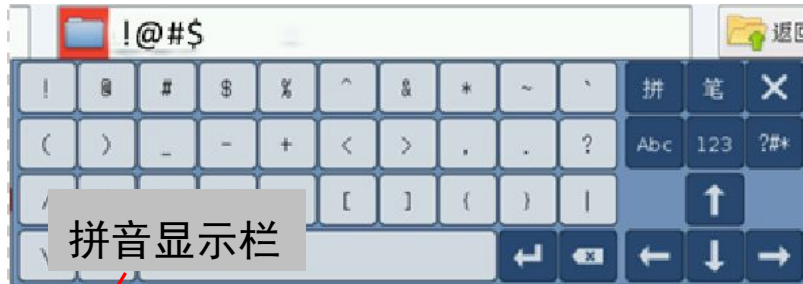 !@#$ 返回
! @ # $ % ^ & * ~ ` 拼 笔
( ) _ - + < > , . ? Abc 123 ?#*
/ [ ] { } |
\
拼音显示栏